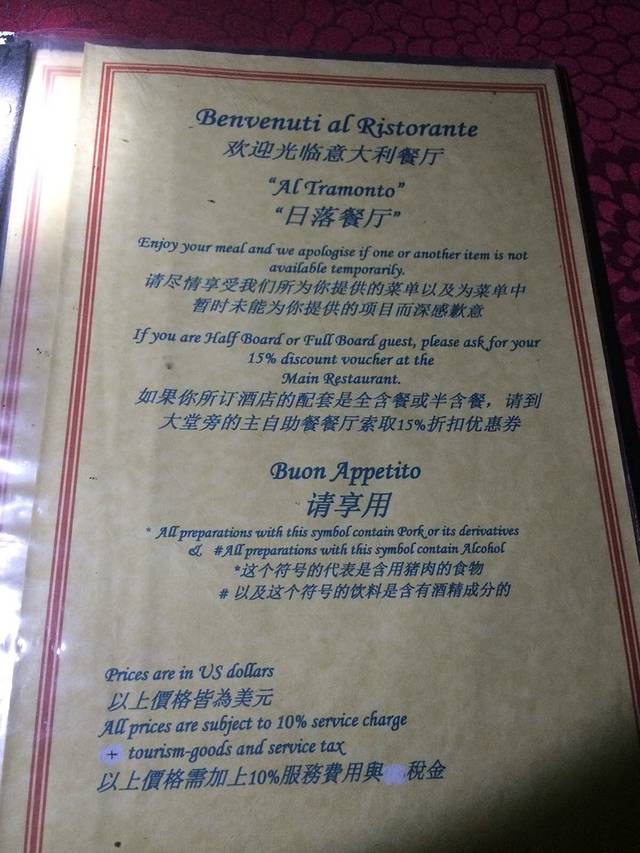 Benvenuti al Ristorante
欢迎光临意大利餐厅
“Al Tramonto”
“日落餐厅”
Enjoy your meal and we apologise if one or another item is not
available temporarily.
请尽情享受我们所为你提供的菜单以及为菜单中
暂时未能为你提供的项目而深感歉意
If you are Half Board or Full Board guest, please ask for your
15% discount voucher at the
Main Restaurant.
如果你所订酒店的配套是全含餐或半含餐，请到
大堂旁的主自助餐餐厅索取15%折扣优惠券
Buon Appetito
请享用
* All preparations with this symbol contain Pork or its derivatives
& #All preparations with this symbol contain Alcohol
*这个符号的代表是含用猪肉的食物
# 以及这个符号的饮料是含有酒精成分的
Prices are in US dollars
以上價格皆為美元
All prices are subject to 10% service charge
+ tourism-goods and service tax
以上價格需加上10%服務費用與 稅金